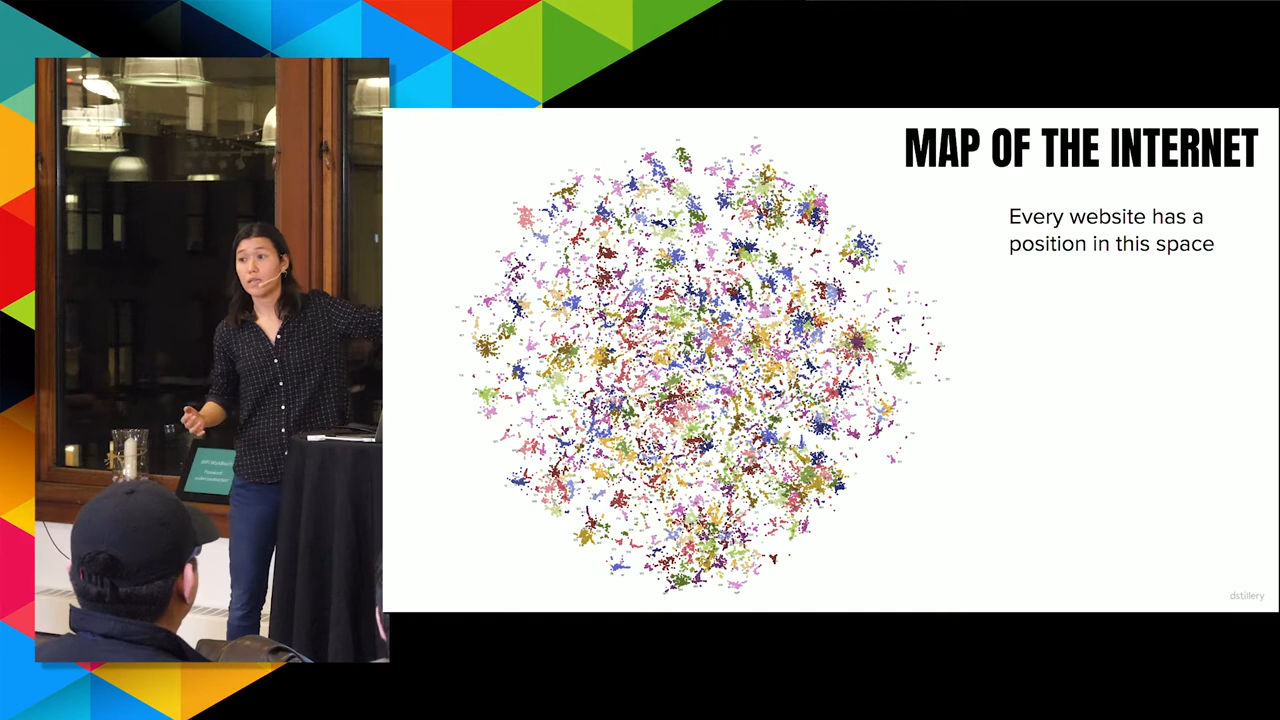 MAP OF THE INTERNET
Every website has a
position in this space
dstillery